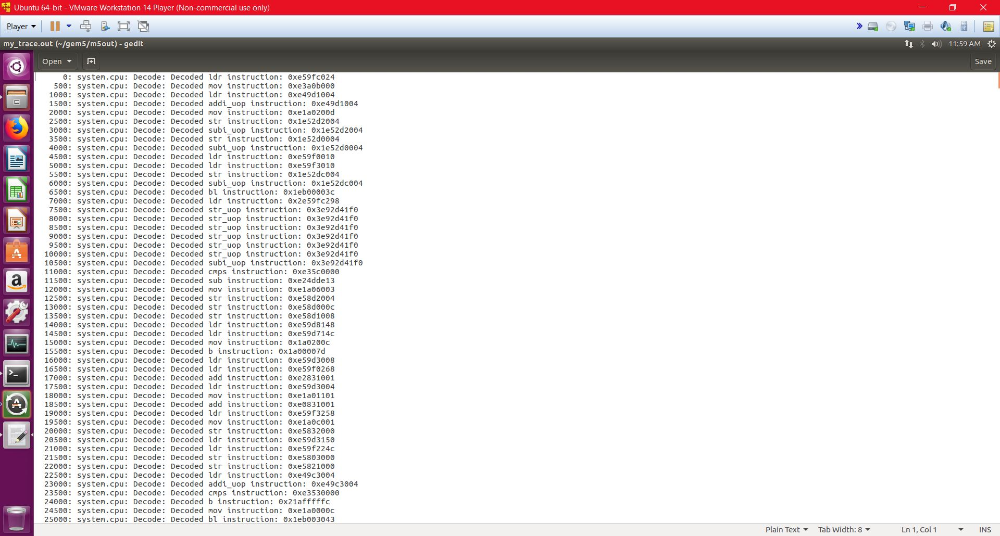 Ubuntu 64-bit - VMware Workstation 14 Player (Non-commercial use only)
Player
my_trace.out (~/gem5/m5out) - gedit
11:59 AM
Open
Save
0: system.cpu: Decode: Decoded ldr instruction: 0xe59fc024
500: system.cpu: Decode: Decoded mov instruction: 0xe3a0b000
1000: system.cpu: Decode: Decoded ldr instruction: 0xe49d1004
1500: system.cpu: Decode: Decoded addi_uop instruction: 0xe49d1004
2000: system.cpu: Decode: Decoded mov instruction: 0xe1a0200d
2500: system.cpu: Decode: Decoded str instruction: 0x1e52d2004
3000: system.cpu: Decode: Decoded subi_uop instruction: 0x1e52d2004
3500: system.cpu: Decode: Decoded str instruction: 0x1e52d0004
4000: system.cpu: Decode: Decoded subi_uop instruction: 0x1e52d0004
4500: system.cpu: Decode: Decoded ldr instruction: 0xe59f0010
5000: system.cpu: Decode: Decoded ldr instruction: 0xe59f3010
5500: system.cpu: Decode: Decoded str instruction: 0x1e52dc004
6000: system.cpu: Decode: Decoded subi_uop instruction: 0x1e52dc004
6500: system.cpu: Decode: Decoded bl instruction: 0x1eb00003c
7000: system.cpu: Decode: Decoded ldr instruction: 0x2e59fc298
7500: system.cpu: Decode: Decoded str_uop instruction: 0x3e92d41f0
8000: system.cpu: Decode: Decoded str_uop instruction: 0x3e92d41f0
8500: system.cpu: Decode: Decoded str_uop instruction: 0x3e92d41f0
9000: system.cpu: Decode: Decoded str_uop instruction: 0x3e92d41f0
9500: system.cpu: Decode: Decoded str_uop instruction: 0x3e92d41f0
10000: system.cpu: Decode: Decoded str_uop instruction: 0x3e92d41f0
10500: system.cpu: Decode: Decoded subi_uop instruction: 0x3e92d41f0
11000: system.cpu: Decode: Decoded cmps instruction: 0xe35c0000
11500: system.cpu: Decode: Decoded sub instruction: 0xe24dde13
12000: system.cpu: Decode: Decoded mov instruction: 0xe1a06003
12500: system.cpu: Decode: Decoded str instruction: 0xe58d2004
13000: system.cpu: Decode: Decoded str instruction: 0xe58d000c
13500: system.cpu: Decode: Decoded str instruction: 0xe58d1008
14000: system.cpu: Decode: Decoded ldr instruction: 0xe59d8148
14500: system.cpu: Decode: Decoded ldr instruction: 0xe59d714c
15000: system.cpu: Decode: Decoded mov instruction: 0x1a0200c
15500: system.cpu: Decode: Decoded b instruction: 0x1a00007d
16000: system.cpu: Decode: Decoded ldr instruction: 0xe59d3008
16500: system.cpu: Decode: Decoded ldr instruction: 0xe59f0268
17000: system.cpu: Decode: Decoded add instruction: 0xe2831001
17500: system.cpu: Decode: Decoded ldr instruction: 0xe59d3004
18000: system.cpu: Decode: Decoded mov instruction: 0xe1a01101
18500: system.cpu: Decode: Decoded add instruction: 0xe0831001
19000: system.cpu: Decode: Decoded ldr instruction: 0xe59f3258
19500: system.cpu: Decode: Decoded mov instruction: 0xe1a0c001
20000: system.cpu: Decode: Decoded str instruction: 0xe5832000
20500: system.cpu: Decode: Decoded ldr instruction: 0xe59d3150
21000: system.cpu: Decode: Decoded ldr instruction: 0xe59f224c
21500: system.cpu: Decode: Decoded str instruction: 0xe5803000
22000: system.cpu: Decode: Decoded str instruction: 0xe5821000
22500: system.cpu: Decode: Decoded ldr instruction: 0xe49c3004
23000: system.cpu: Decode: Decoded addi_uop instruction: 0xe49c3004
23500: system.cpu: Decode: Decoded cmps instruction: 0xe3530000
24000: system.cpu: Decode: Decoded b instruction: 0x21afffffc
24500: system.cpu: Decode: Decoded mov instruction: 0xe1a0000c
25000: system.cpu: Decode: Decoded bl instruction: 0x1eb003043
Plain Text
Tab Width: 8
Ln 1, Col 1
INS